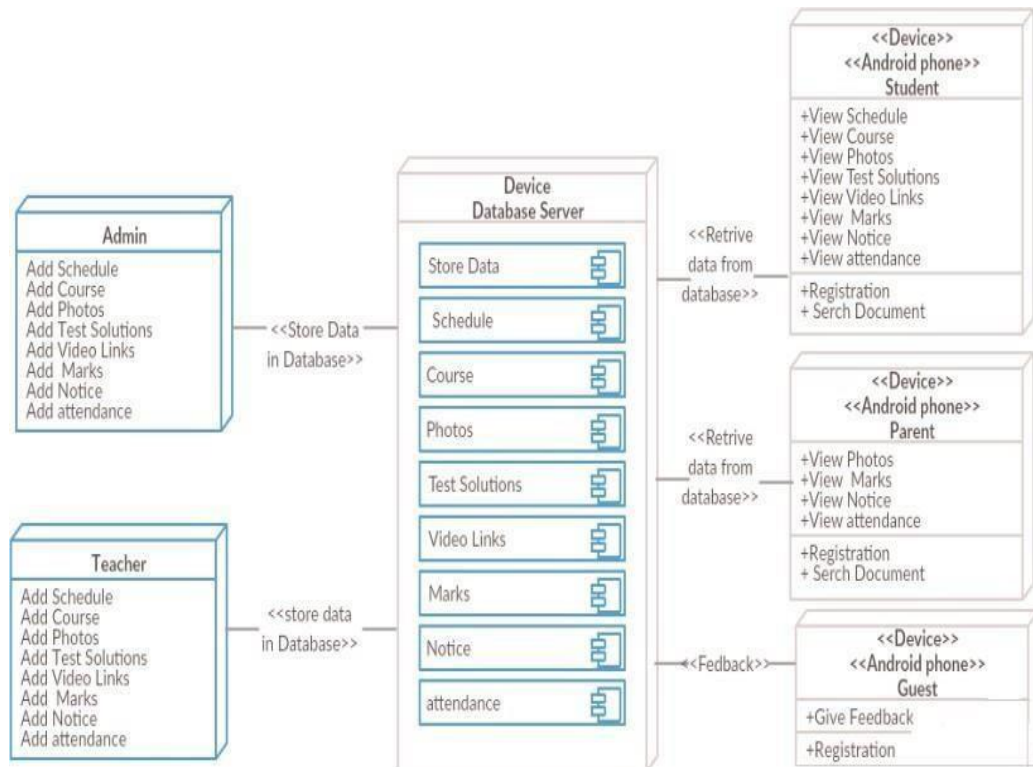 Admin
Add Schedule
Add Course
Add Photos
Add Test Solutions
Add Video Links
Add Marks
Add Notice
Add attendance
<<Store Data
in Database>>
Teacher
Add Schedule
Add Course
Add Photos
Add Test Solutions
Add Video Links
Add Marks
Add Notice
Add attendance
<<store data
in Database>>
Device
Database Server
Store Data
Schedule
Course
Photos
Test Solutions
Video Links
Marks
Notice
attendance
<<Retrive
data from
database>>
<<Retrive
data from
database>>
<<Fedback>>
<<Device>>
<<Android phone>>
Student
+View Schedule
+View Course
+View Photos
+View Test Solutions
+View Video Links
+View Marks
+View Notice
+View attendance
+Registration
+ Serch Document
<<Device>>
<<Android phone>>
Parent
+View Photos
+View Marks
+View Notice
+View attendance
+Registration
+ Serch Document
<<Device>>
<<Android phone>>
Guest
+Give Feedback
+Registration